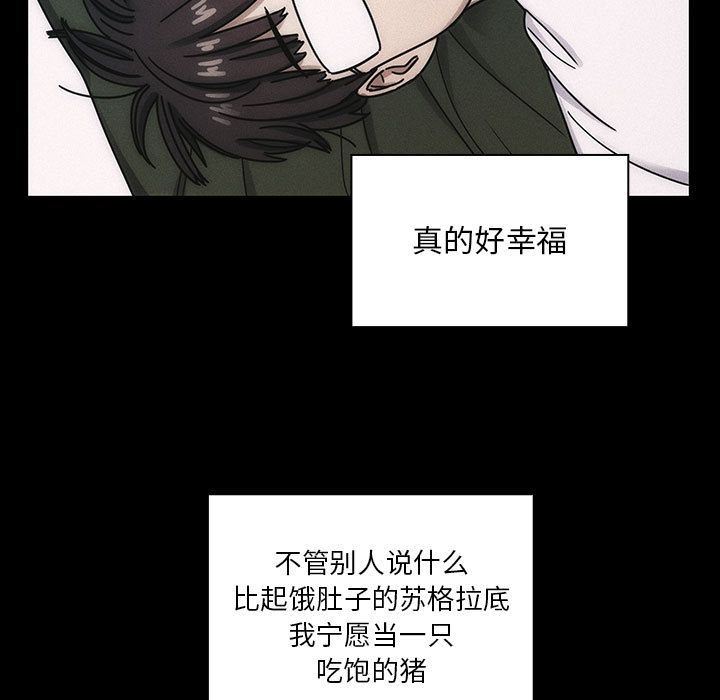 真的好幸福
不管别人说什么
比起饿肚子的苏格拉底
我宁愿当一只
吃饱的猪